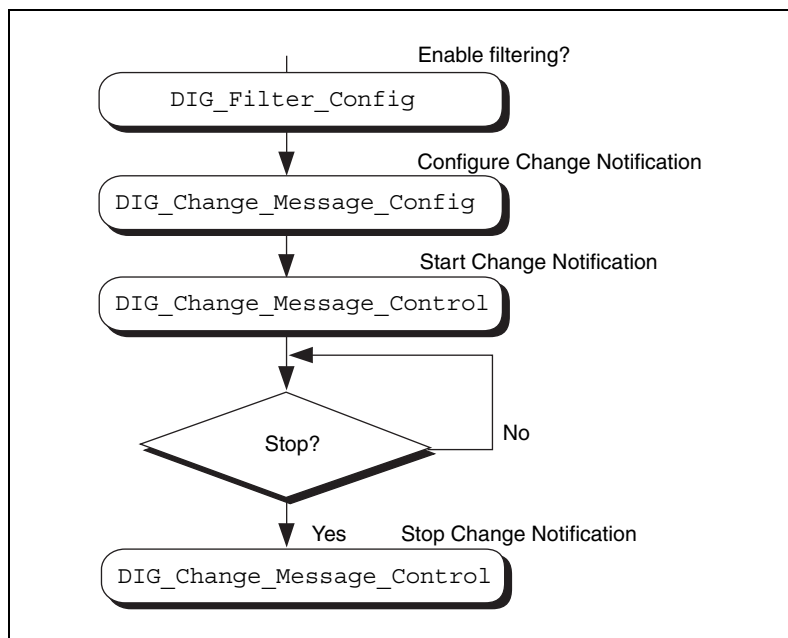 Enable filtering?
DIG_Filter_Config
Configure Change Notification
DIG_Change_Message_Config
Start Change Notification
DIG_Change_Message_Control
Stop?
No
Yes
Stop Change Notification
DIG_Change_Message_Control